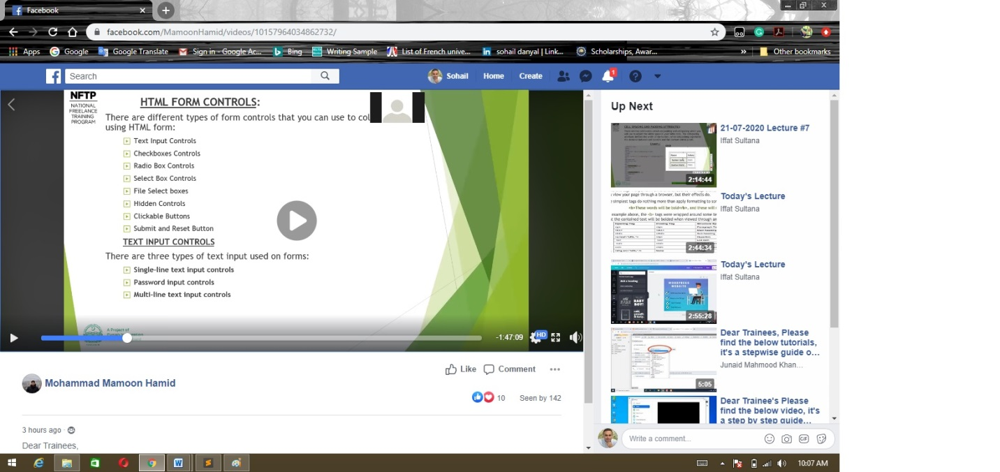 Facebook
facebook.com/MamoonHamid/videos/10157964034862732/
Apps Google Google Translate Sign in - Google Ac... Bing Writing Sample List of French unive... sohail danyal | Link... Scholarships, Awar... » Other bookmarks
Search
Sohail Home Create 1
NFTP
NATIONAL
FREELANCE
TRAINING
PROGRAM
HTML FORM CONTROLS:
There are different types of form controls that you can use to col
using HTML form:
Text Input Controls
Checkboxes Controls
Radio Box Controls
Select Box Controls
File Select boxes
Hidden Controls
Clickable Buttons
Submit and Reset Button
TEXT INPUT CONTROLS
There are three types of text input used on forms:
Single-line text input controls
Password input controls
Multi-line text input controls
A Project of
-1:47:09 HD
Like Comment
Mohammad Mamoon Hamid
10 Seen by 142
3 hours ago ·
Dear Trainees,
Up Next
21-07-2020 Lecture #7
Iffat Sultana
2:14:44
Today's Lecture
Iffat Sultana
2:44:34
Today's Lecture
Iffat Sultana
WORDPRESS
WEBSITE
BABY
BOY!
2:55:28
Dear Trainees, Please
find the below tutorials,
it's a stepwise guide o...
Junaid Mahmood Khan...
5:05
Dear Trainee's Please
find the below video, it's
a step by step guide...
Write a comment...
GIF
10:07 AM